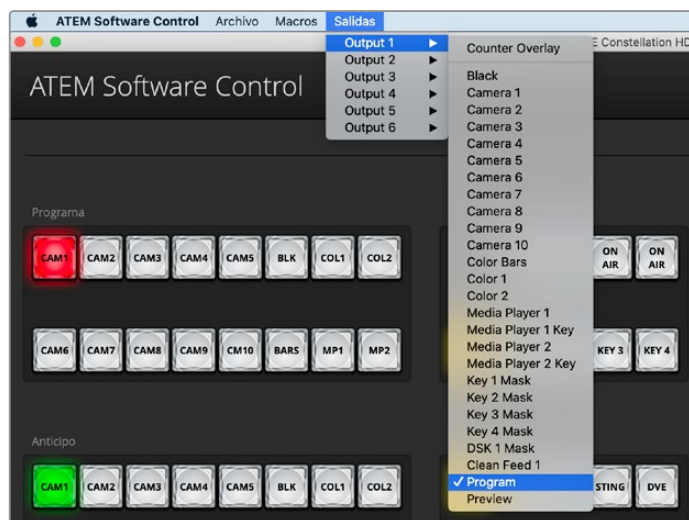 ATEM Software Control Archivo Macros Salidas
E Constellation HD
ATEM Software Control
Output 1
Output 2
Output 3
Output 4
Output 5
Output 6
Counter Overlay
Black
Camera 1
Camera 2
Camera 3
Camera 4
Camera 5
Camera 6
Camera 7
Camera 8
Camera 9
Camera 10
Color Bars
Color 1
Color 2
Media Player 1
Media Player 1 Key
Media Player 2
Media Player 2 Key
Key 1 Mask
Key 2 Mask
Key 3 Mask
Key 4 Mask
DSK 1 Mask
Clean Feed 1
✓ Program
Preview
Programa
CAM1 CAM2 CAM3 CAM4 CAM5 BLK COL1 COL2
ON AIR ON AIR
CAM6 CAM7 CAM8 CAM9 CM10 BARS MP1 MP2
KEY 3 KEY 4
Anticipo
CAM1 CAM2 CAM3 CAM4 CAM5 BLK COL1 COL2
STING DVE